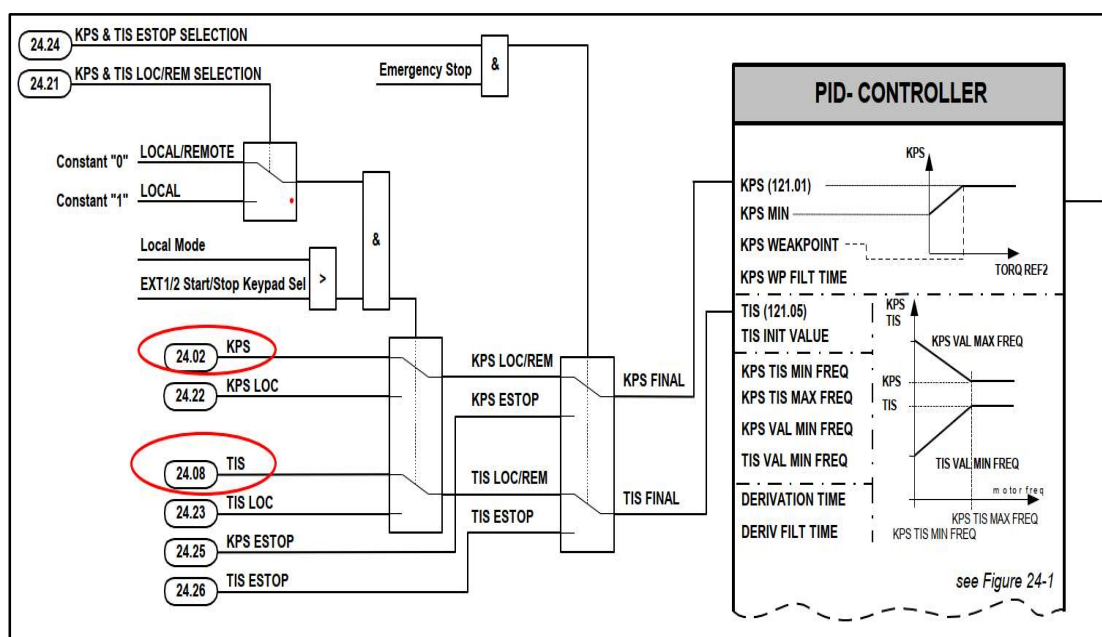 24.24 KPS & TIS ESTOP SELECTION
&
Emergency Stop
24.21 KPS & TIS LOC/REM SELECTION
Constant "0" LOCAL/REMOTE
Constant "1" LOCAL
&
Local Mode
EXT1/2 Start/Stop Keypad Sel
>
24.02 KPS
24.22 KPS LOC
24.08 TIS
24.23 TIS LOC
24.25 KPS ESTOP
24.26 TIS ESTOP
KPS LOC/REM
KPS ESTOP
TIS LOC/REM
TIS ESTOP
KPS FINAL
TIS FINAL
PID- CONTROLLER
KPS (121.01)
KPS MIN
KPS WEAKPOINT
KPS WP FILT TIME
KPS
TORQ REF2
TIS (121.05)
TIS INIT VALUE
KPS TIS MIN FREQ
KPS TIS MAX FREQ
KPS VAL MIN FREQ
TIS VAL MIN FREQ
DERIVATION TIME
DERIV FILT TIME
KPS
TIS
KPS VAL MAX FREQ
KPS
TIS
TIS VAL MIN FREQ
motor freq
KPS TIS MAX FREQ
KPS TIS MIN FREQ
see Figure 24-1